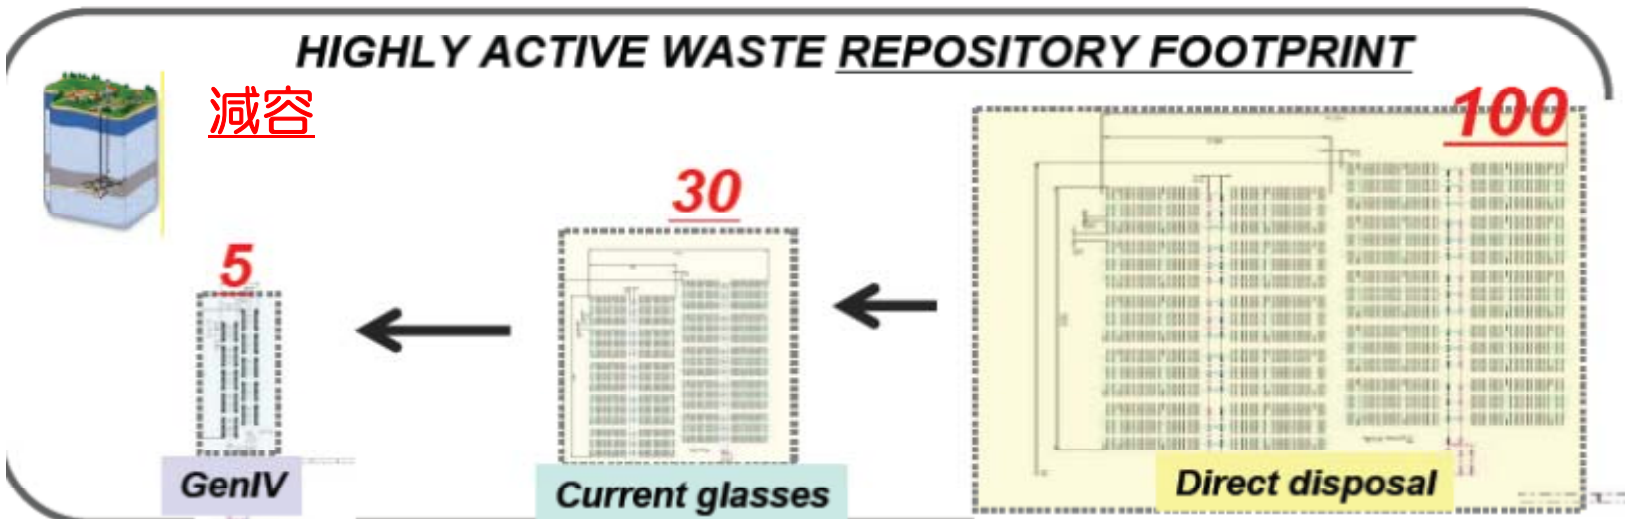 HIGHLY ACTIVE WASTE REPOSITORY FOOTPRINT
減容
100
30
5
GenIV
Current glasses
Direct disposal